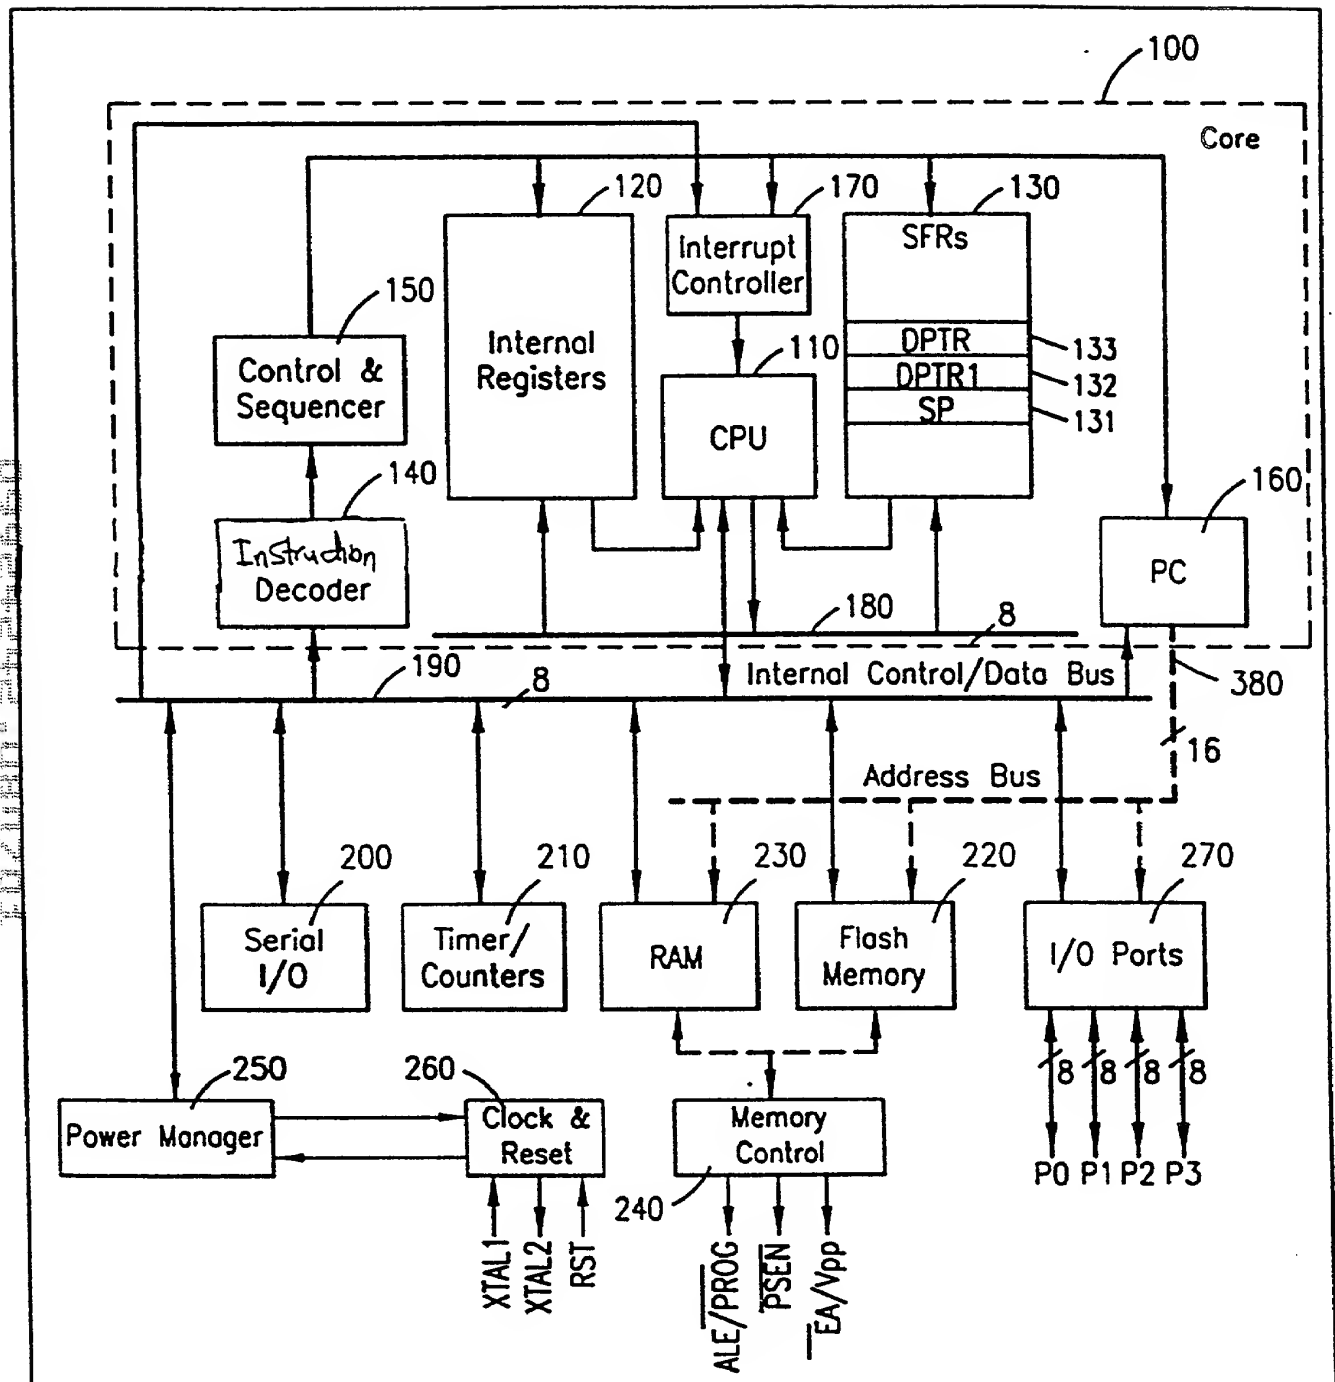 100
Core
120
170
130
Interrupt
Controller
SFRs
150
Internal
Registers
110
DPTR
133
Control &
Sequencer
DPTR1
132
CPU
SP
131
140
160
Instruction
Decoder
PC
180
8
190
8
Internal Control/Data Bus
380
16
Address Bus
200
210
230
220
270
Serial
I/O
Timer/
Counters
RAM
Flash
Memory
I/O Ports
8
8
8
8
250
260
Power Manager
Clock &
Reset
Memory
Control
P0
P1
P2
P3
240
XTAL1
XTAL2
RST
ALE/PROG
PSEN
EA/Vpp